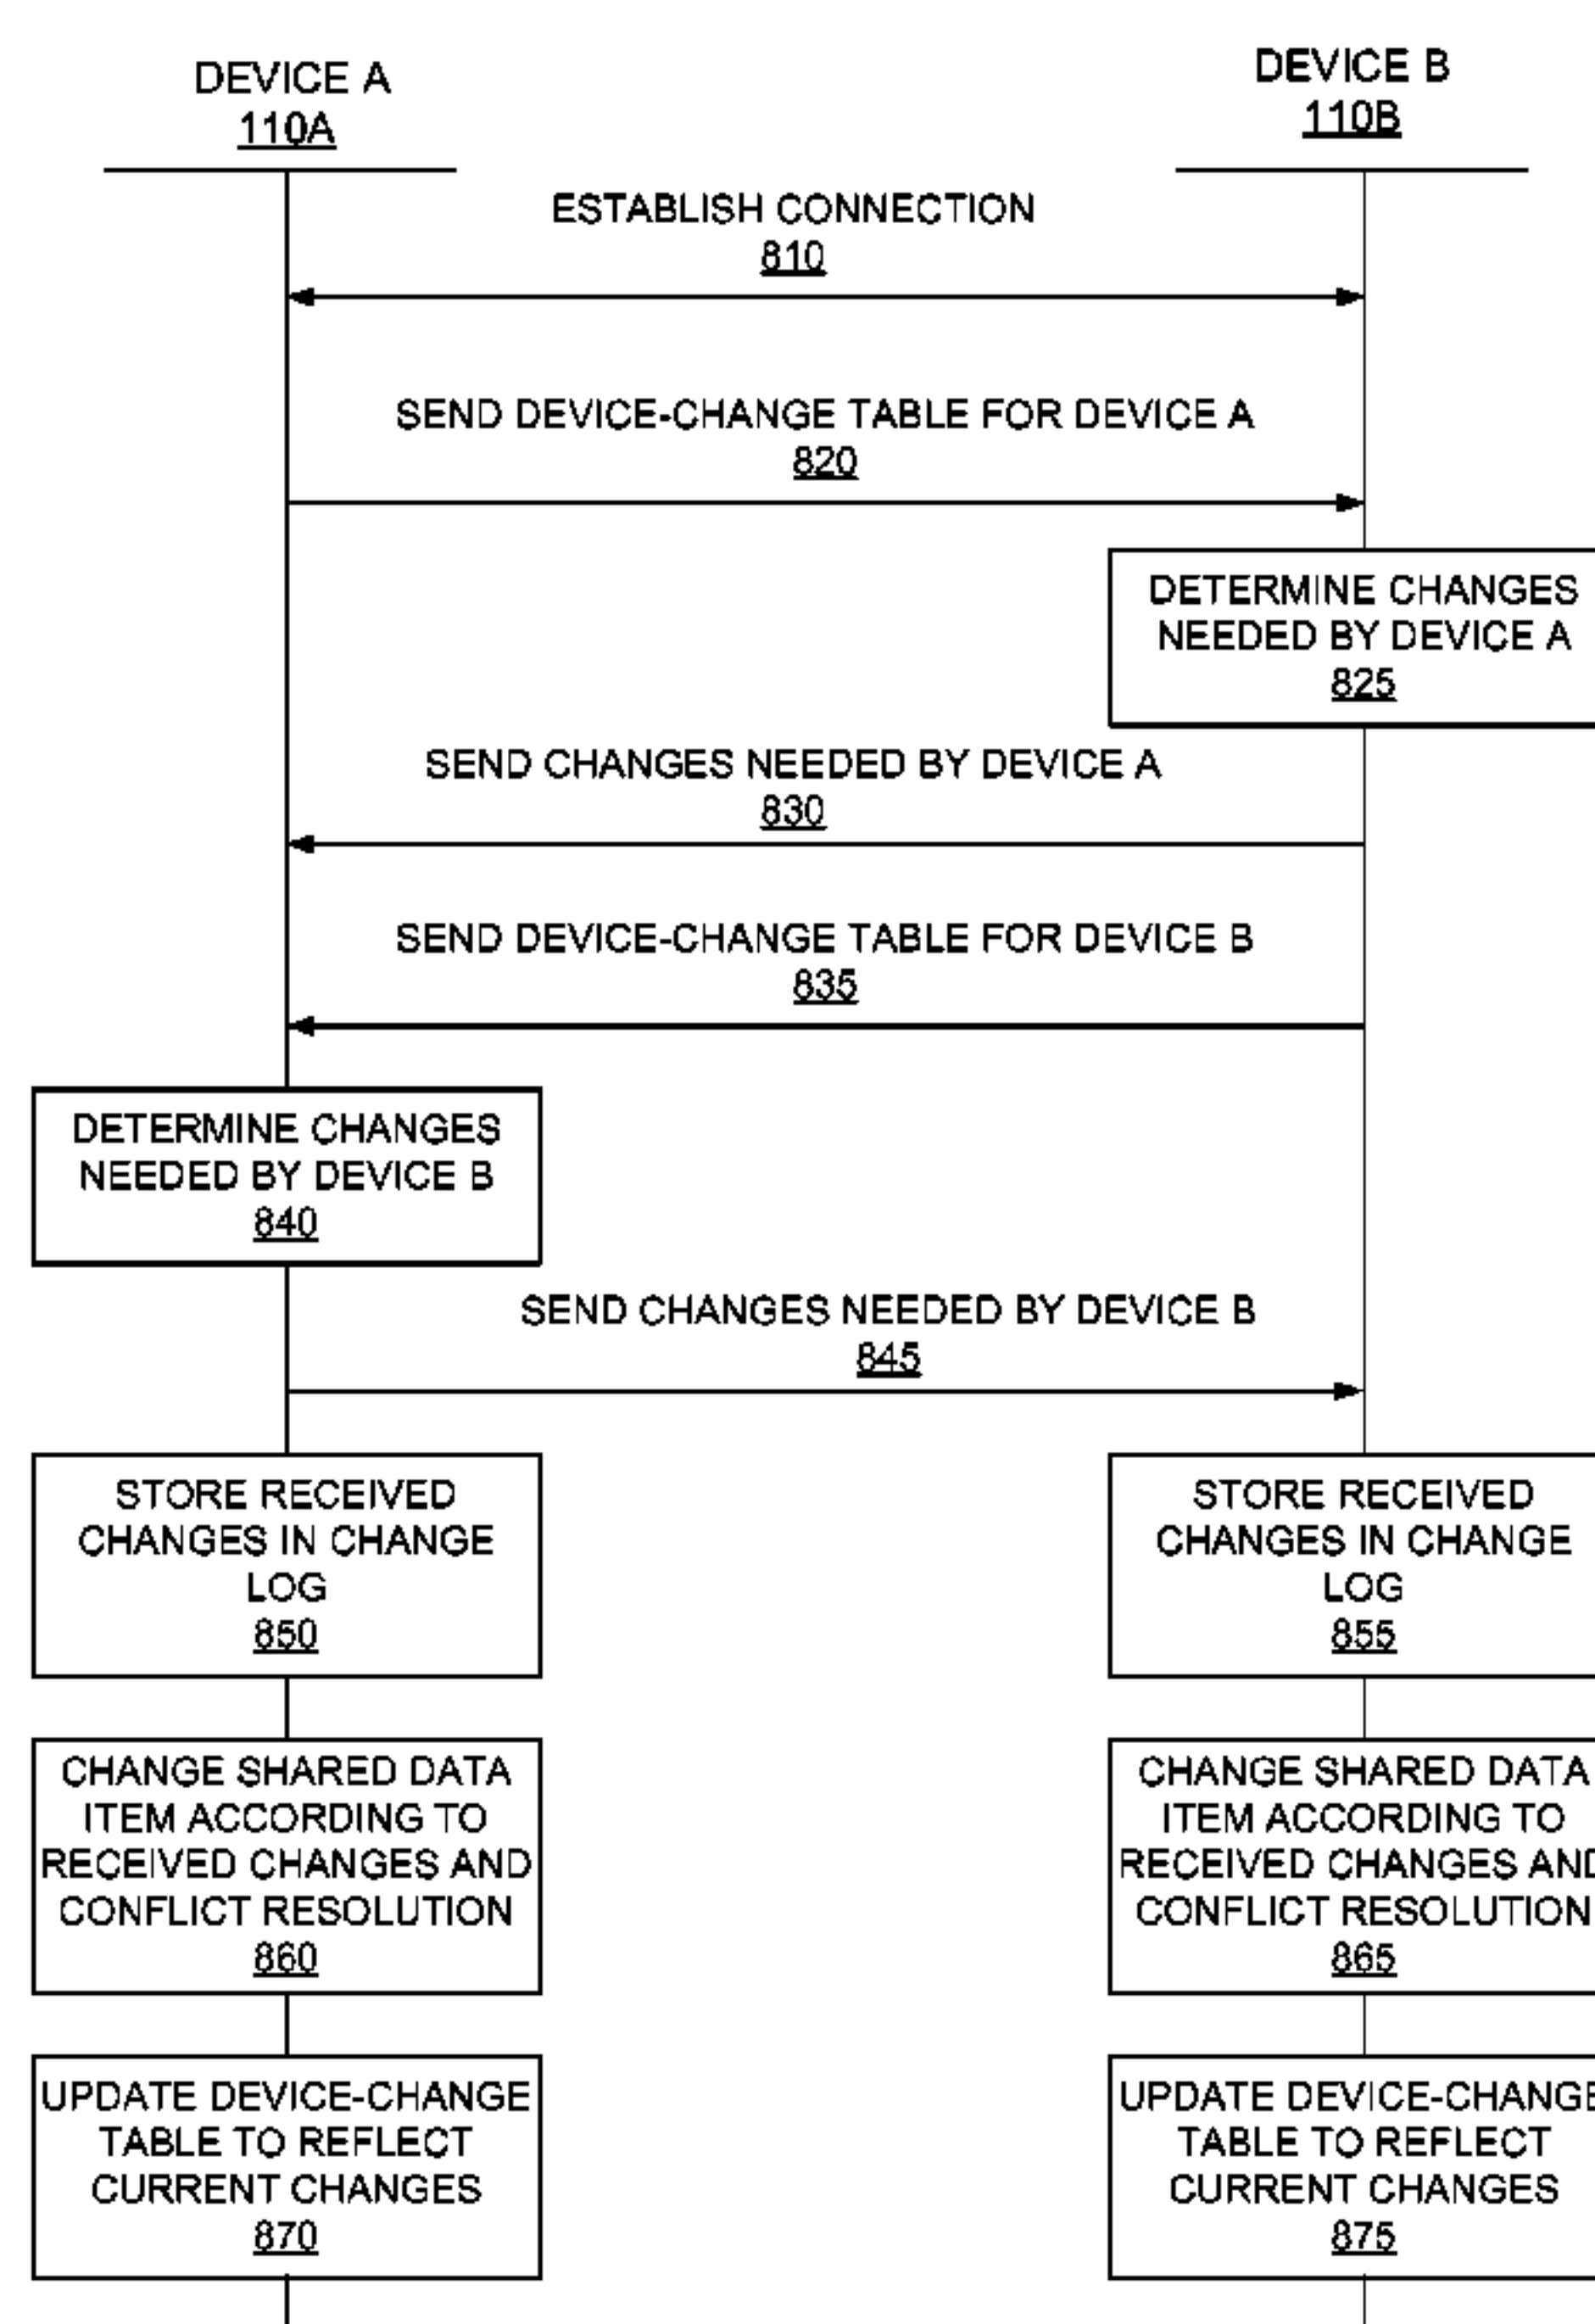 DEVICE A
110A
DEVICE B
110B
ESTABLISH CONNECTION
810
SEND DEVICE-CHANGE TABLE FOR DEVICE A
820
DETERMINE CHANGES
NEEDED BY DEVICE A
825
SEND CHANGES NEEDED BY DEVICE A
830
SEND DEVICE-CHANGE TABLE FOR DEVICE B
835
DETERMINE CHANGES
NEEDED BY DEVICE B
840
SEND CHANGES NEEDED BY DEVICE B
845
STORE RECEIVED
CHANGES IN CHANGE
LOG
850
STORE RECEIVED
CHANGES IN CHANGE
LOG
855
CHANGE SHARED DATA
ITEM ACCORDING TO
RECEIVED CHANGES AND
CONFLICT RESOLUTION
860
CHANGE SHARED DATA
ITEM ACCORDING TO
RECEIVED CHANGES AND
CONFLICT RESOLUTION
865
UPDATE DEVICE-CHANGE
TABLE TO REFLECT
CURRENT CHANGES
870
UPDATE DEVICE-CHANGE
TABLE TO REFLECT
CURRENT CHANGES
875